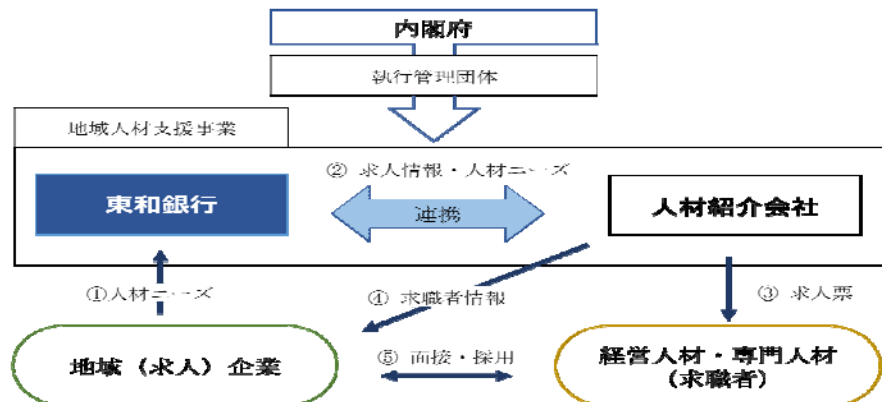 内閣府
執行管理団体
地域人材支援事業
② 求人情報・人材ニーズ
東和銀行
連携
人材紹介会社
①人材ニーズ
④ 求職者情報
③ 求人票
地域（求人）企業
⑤ 面接・採用
経営人材・専門人材
（求職者）